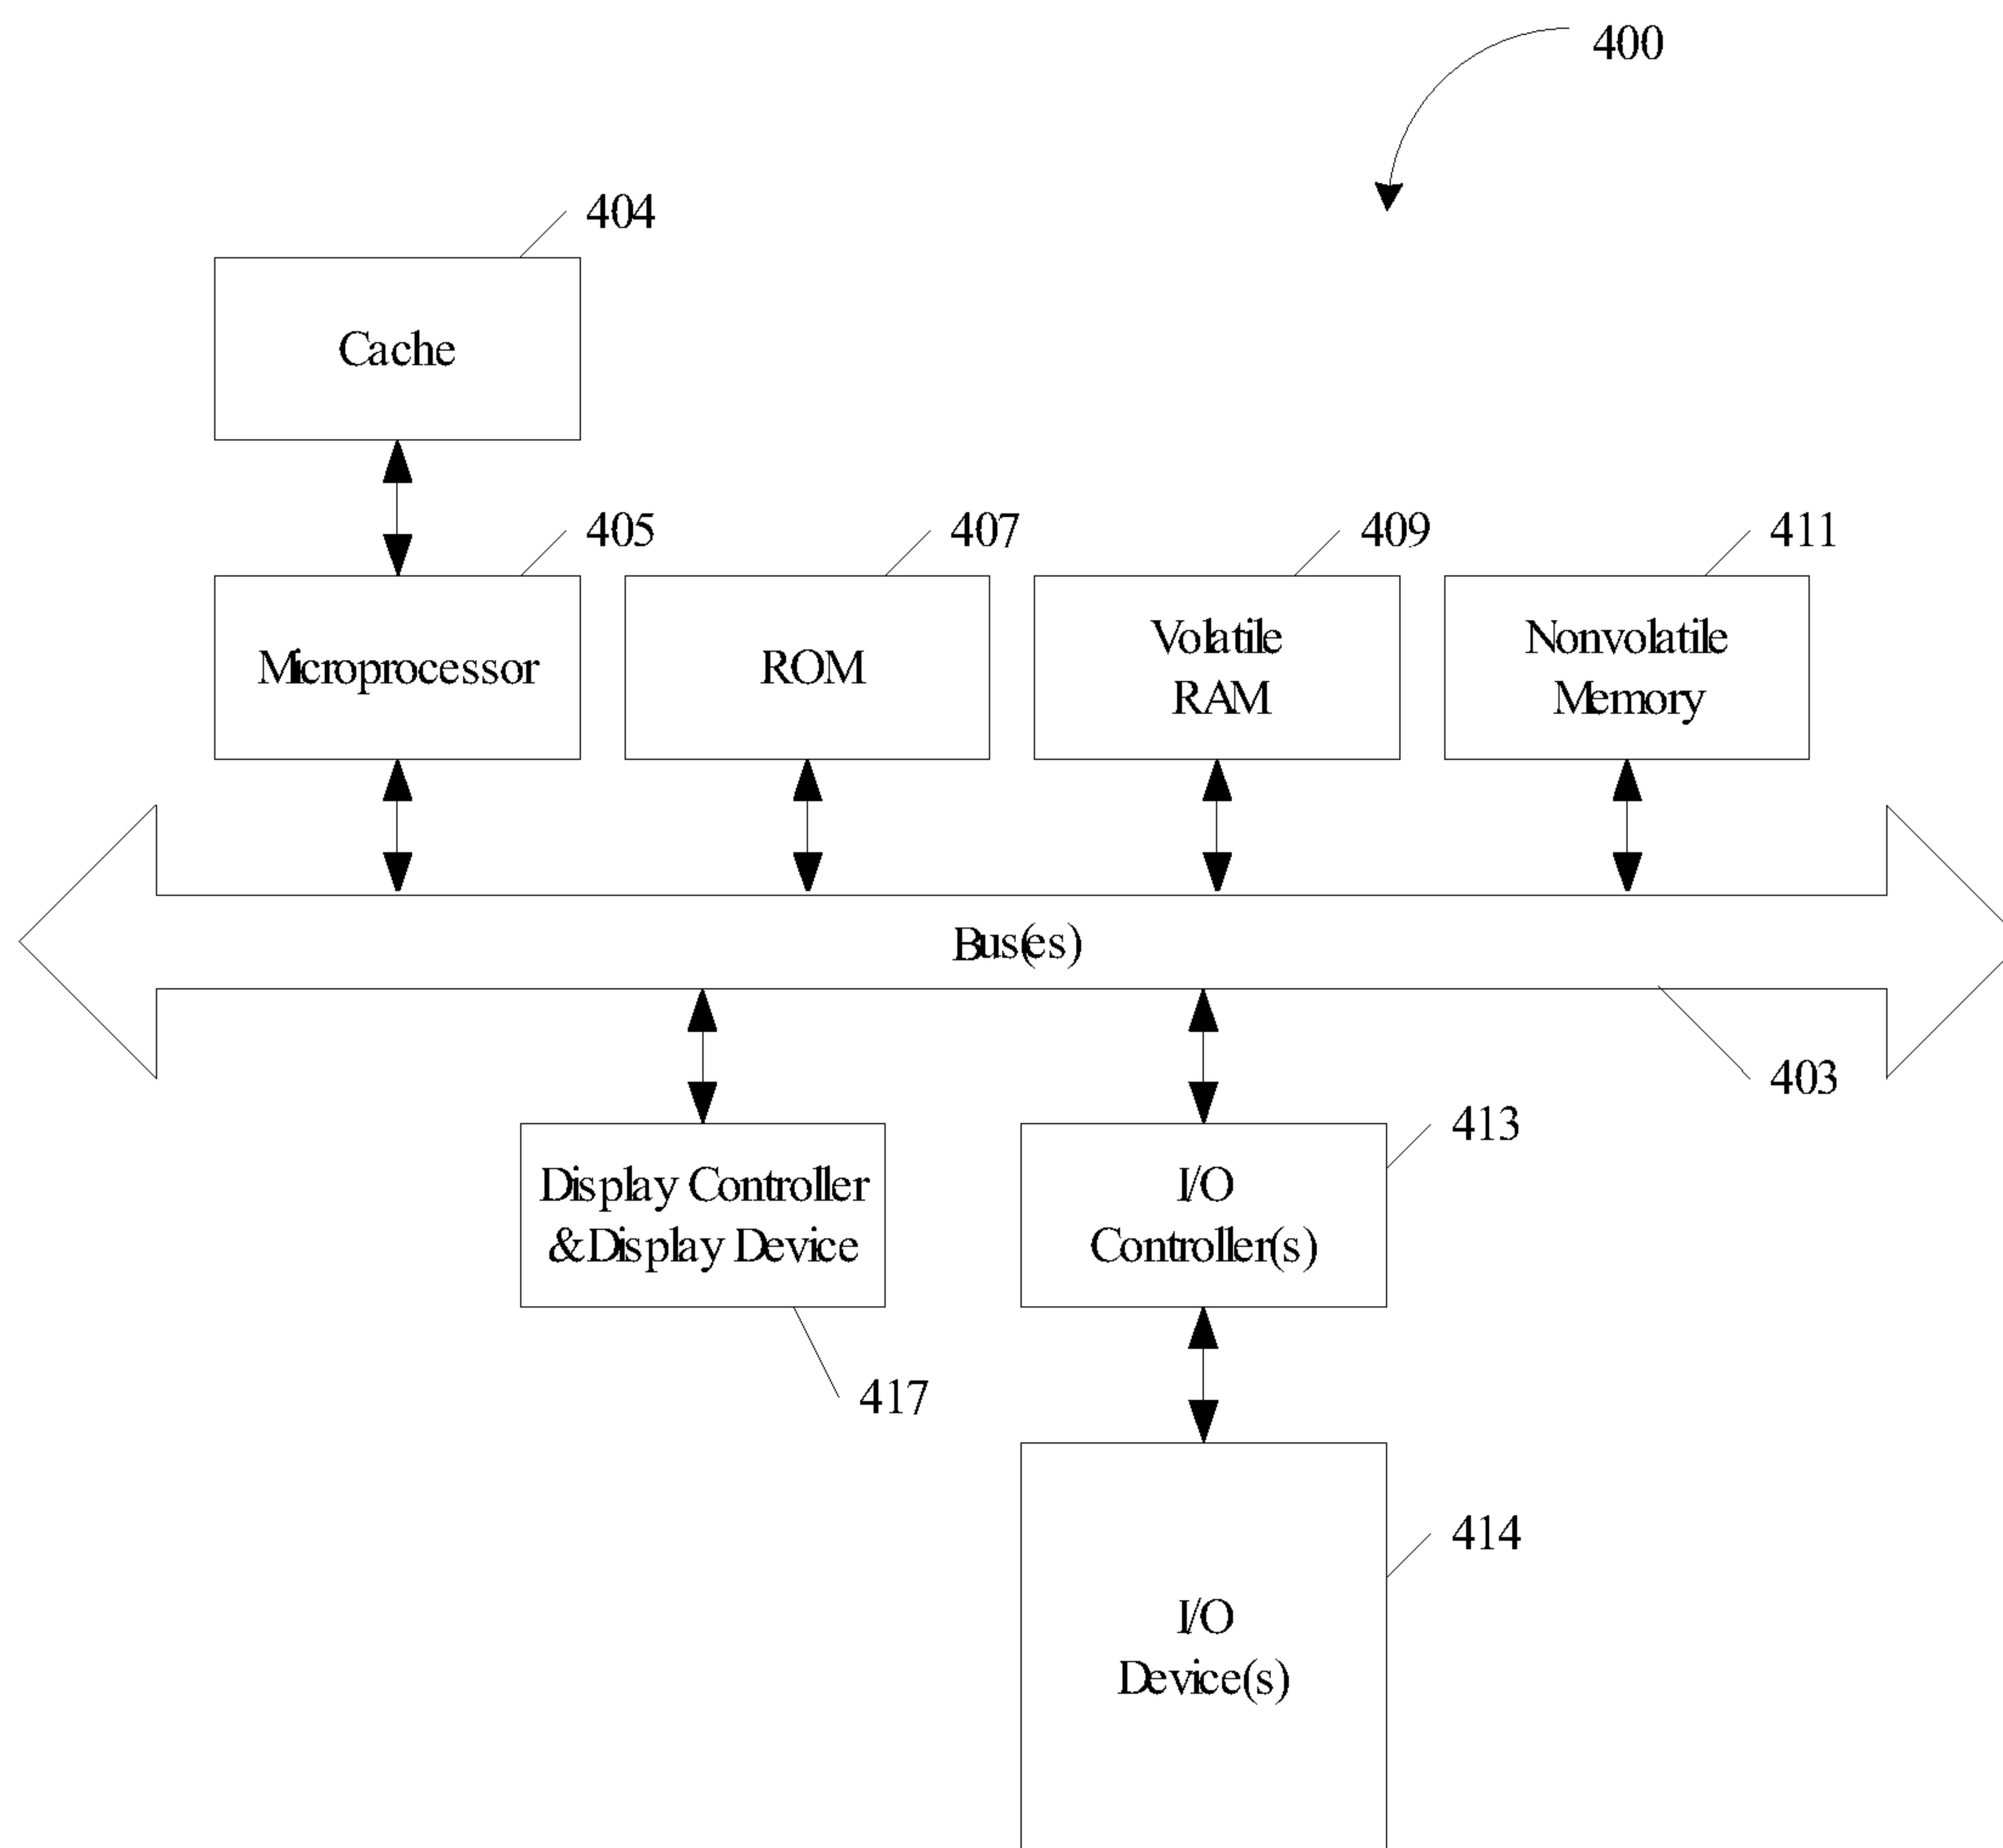 400
404
Cache
405
407
409
411
Microprocessor
ROM
Volatile
RAM
Nonvolatile
Memory
Bus(es)
403
413
Display Controller
& Display Device
I/O
Controller(s)
417
414
I/O
Device(s)